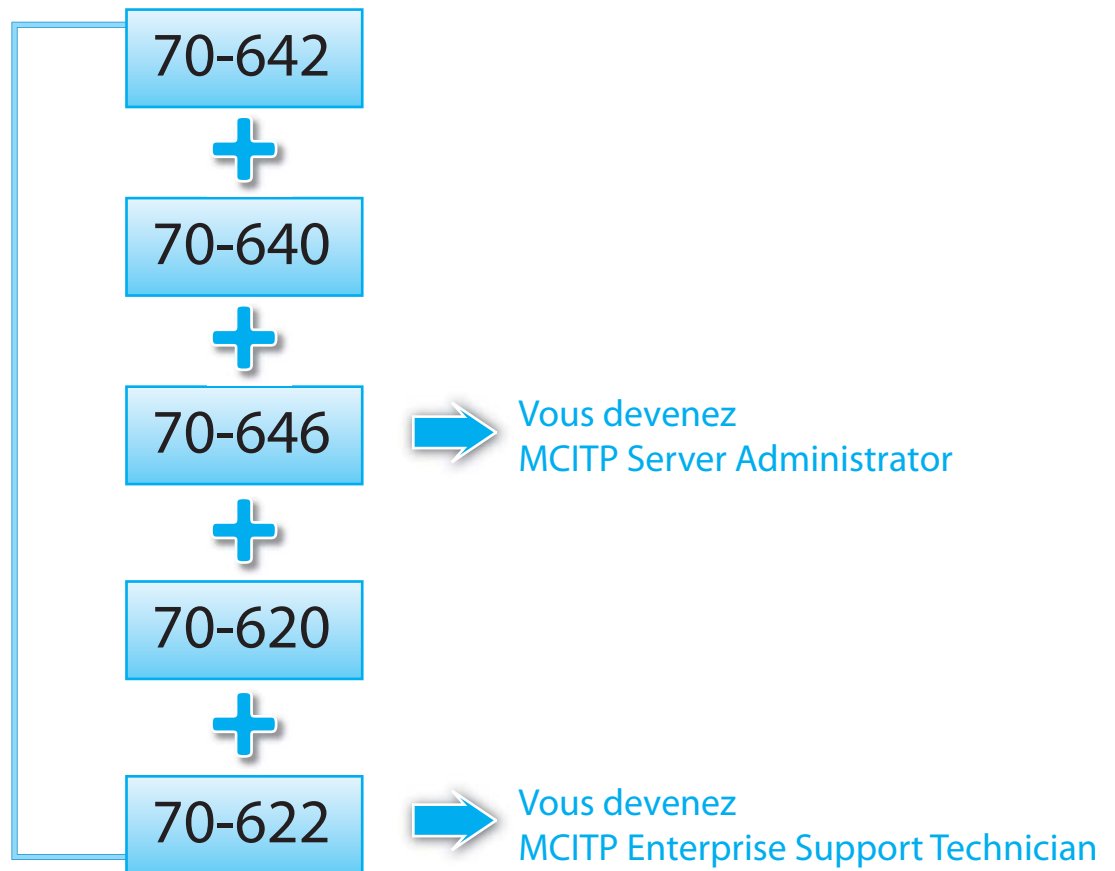 70-642
70-640
70-646
Vous devenez
MCITP Server Administrator
70-620
70-622
Vous devenez
MCITP Enterprise Support Technician